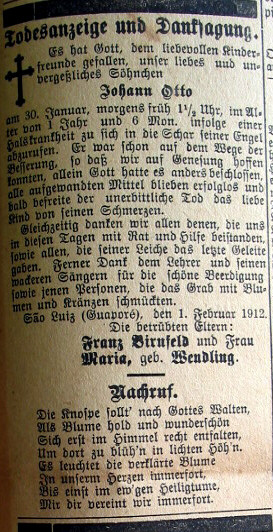 Todesanzeige und Danksagung.
Es hat Gott, dem liebevollen Kinder-
freunde gefallen, unser liebes und un-
vergeßliches Söhnchen
Johann Otto
am 30. Januar, morgens früh 1½ Uhr, im Al-
ter von 1 Jahr und 6 Mon. infolge einer
Halskrankheit zu sich in die Schar seiner Engel
abzurufen. Er war schon auf dem Wege der
Besserung, so daß wir auf Genesung hoffen
konnten, allein Gott hatte es anders beschlossen,
alle aufgewandten Mittel blieben erfolglos und
bald befreite der unerbittliche Tod das liebe
Kind von seinen Schmerzen.
Gleichzeitig danken wir allen denen, die uns
in diesen Tagen mit Rat und Hilfe beistanden,
sowie allen, die seiner Leiche das letzte Geleite
gaben. Ferner Dank dem Lehrer und seinen
wackeren Sängern für die schöne Beerdigung
sowie jenen Personen, die das Grab mit Blu-
men und Kränzen schmückten.
São Luiz (Guaporé), den 1. Februar 1912.
Die betrübten Eltern:
Franz Birnfeld und Frau
Maria, geb. Wendling.
Nachruf.
Die Knospe sollt' nach Gottes Walten,
Als Blume hold und wunderschön
Sich erst im Himmel recht entfalten,
Um dort zu blüh'n in lichten Höh'n.
Es leuchtet die verklärte Blume
In unserm Herzen immerfort,
Bis einst im ew'gen Heiligtume,
Mit dir vereint wir immerfort.